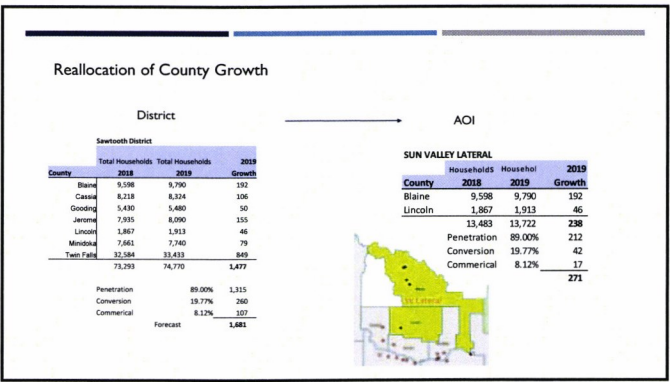 Reallocation of County Growth
District
AOI
Sawtooth District
Total Households Total Households 2019
County 2018 2019 Growth
Blaine 9,598 9,790 192
Cassia 8,218 8,324 106
Gooding 5,430 5,480 50
Jerome 7,935 8,090 155
Lincoln 1,867 1,913 46
Minidoka 7,661 7,740 79
Twin Falls 32,584 33,433 849
73,293 74,770 1,477
Penetration 89.00% 1,315
Conversion 19.77% 260
Commerical 8.12% 107
Forecast 1,681
SUN VALLEY LATERAL
Households Househol 2019
County 2018 2019 Growth
Blaine 9,598 9,790 192
Lincoln 1,867 1,913 46
13,483 13,722 238
Penetration 89.00% 212
Conversion 19.77% 42
Commerical 8.12% 17
271
Lateral